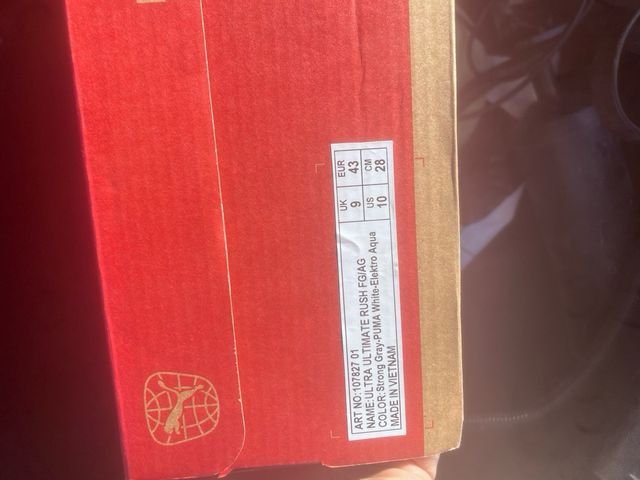 ART NO:107827 01
NAME:ULTRA ULTIMATE RUSH FG/AG
COLOR:Strong Gray-PUMA White-Elektro Aqua
MADE IN VIETNAM
UK EUR
9 43
US CM
10 28